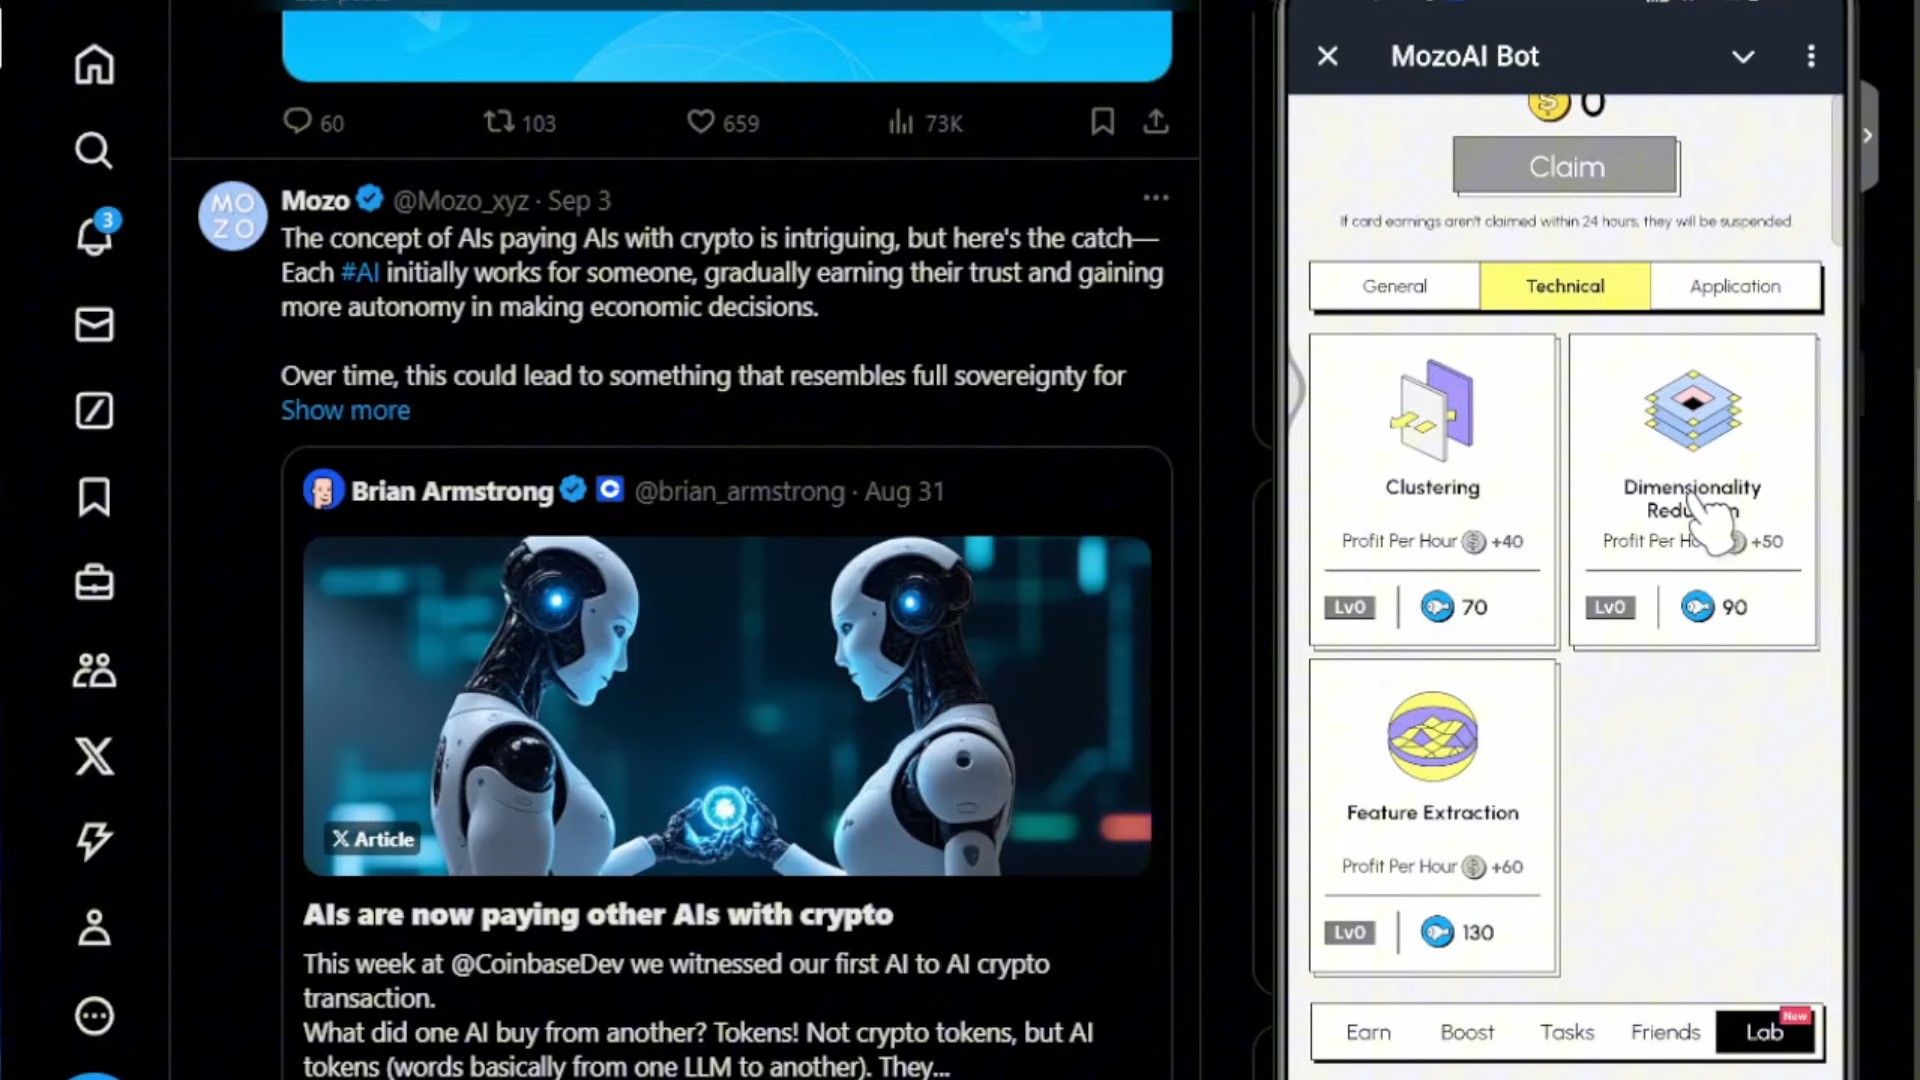 60
103
659
73K
3
MO
ZO
Mozo @Mozo_xyz · Sep 3
The concept of AIs paying AIs with crypto is intriguing, but here's the catch—
Each #AI initially works for someone, gradually earning their trust and gaining
more autonomy in making economic decisions.
Over time, this could lead to something that resembles full sovereignty for
Show more
Brian Armstrong @brian_armstrong · Aug 31
X Article
AIs are now paying other AIs with crypto
This week at @CoinbaseDev we witnessed our first AI to AI crypto
transaction.
What did one AI buy from another? Tokens! Not crypto tokens, but AI
tokens (words basically from one LLM to another). They...
MozoAI Bot
0
Claim
If card earnings aren't claimed within 24 hours, they will be suspended.
General
Technical
Application
Clustering
Profit Per Hour +40
Lv0
70
Dimensionality
Profit Per +50
Lv0
90
Feature Extraction
Profit Per Hour +60
Lv0
130
Earn
Boost
Tasks
Friends
Lab
New